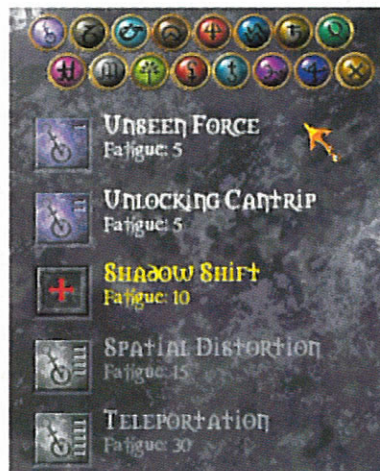 Unseen Force
Fatigue: 5
Unlocking Cantrip
Fatigue: 5
Shadow Shift
Fatigue: 10
Spatial Distortion
Fatigue: 15
Teleportation
Fatigue: 30